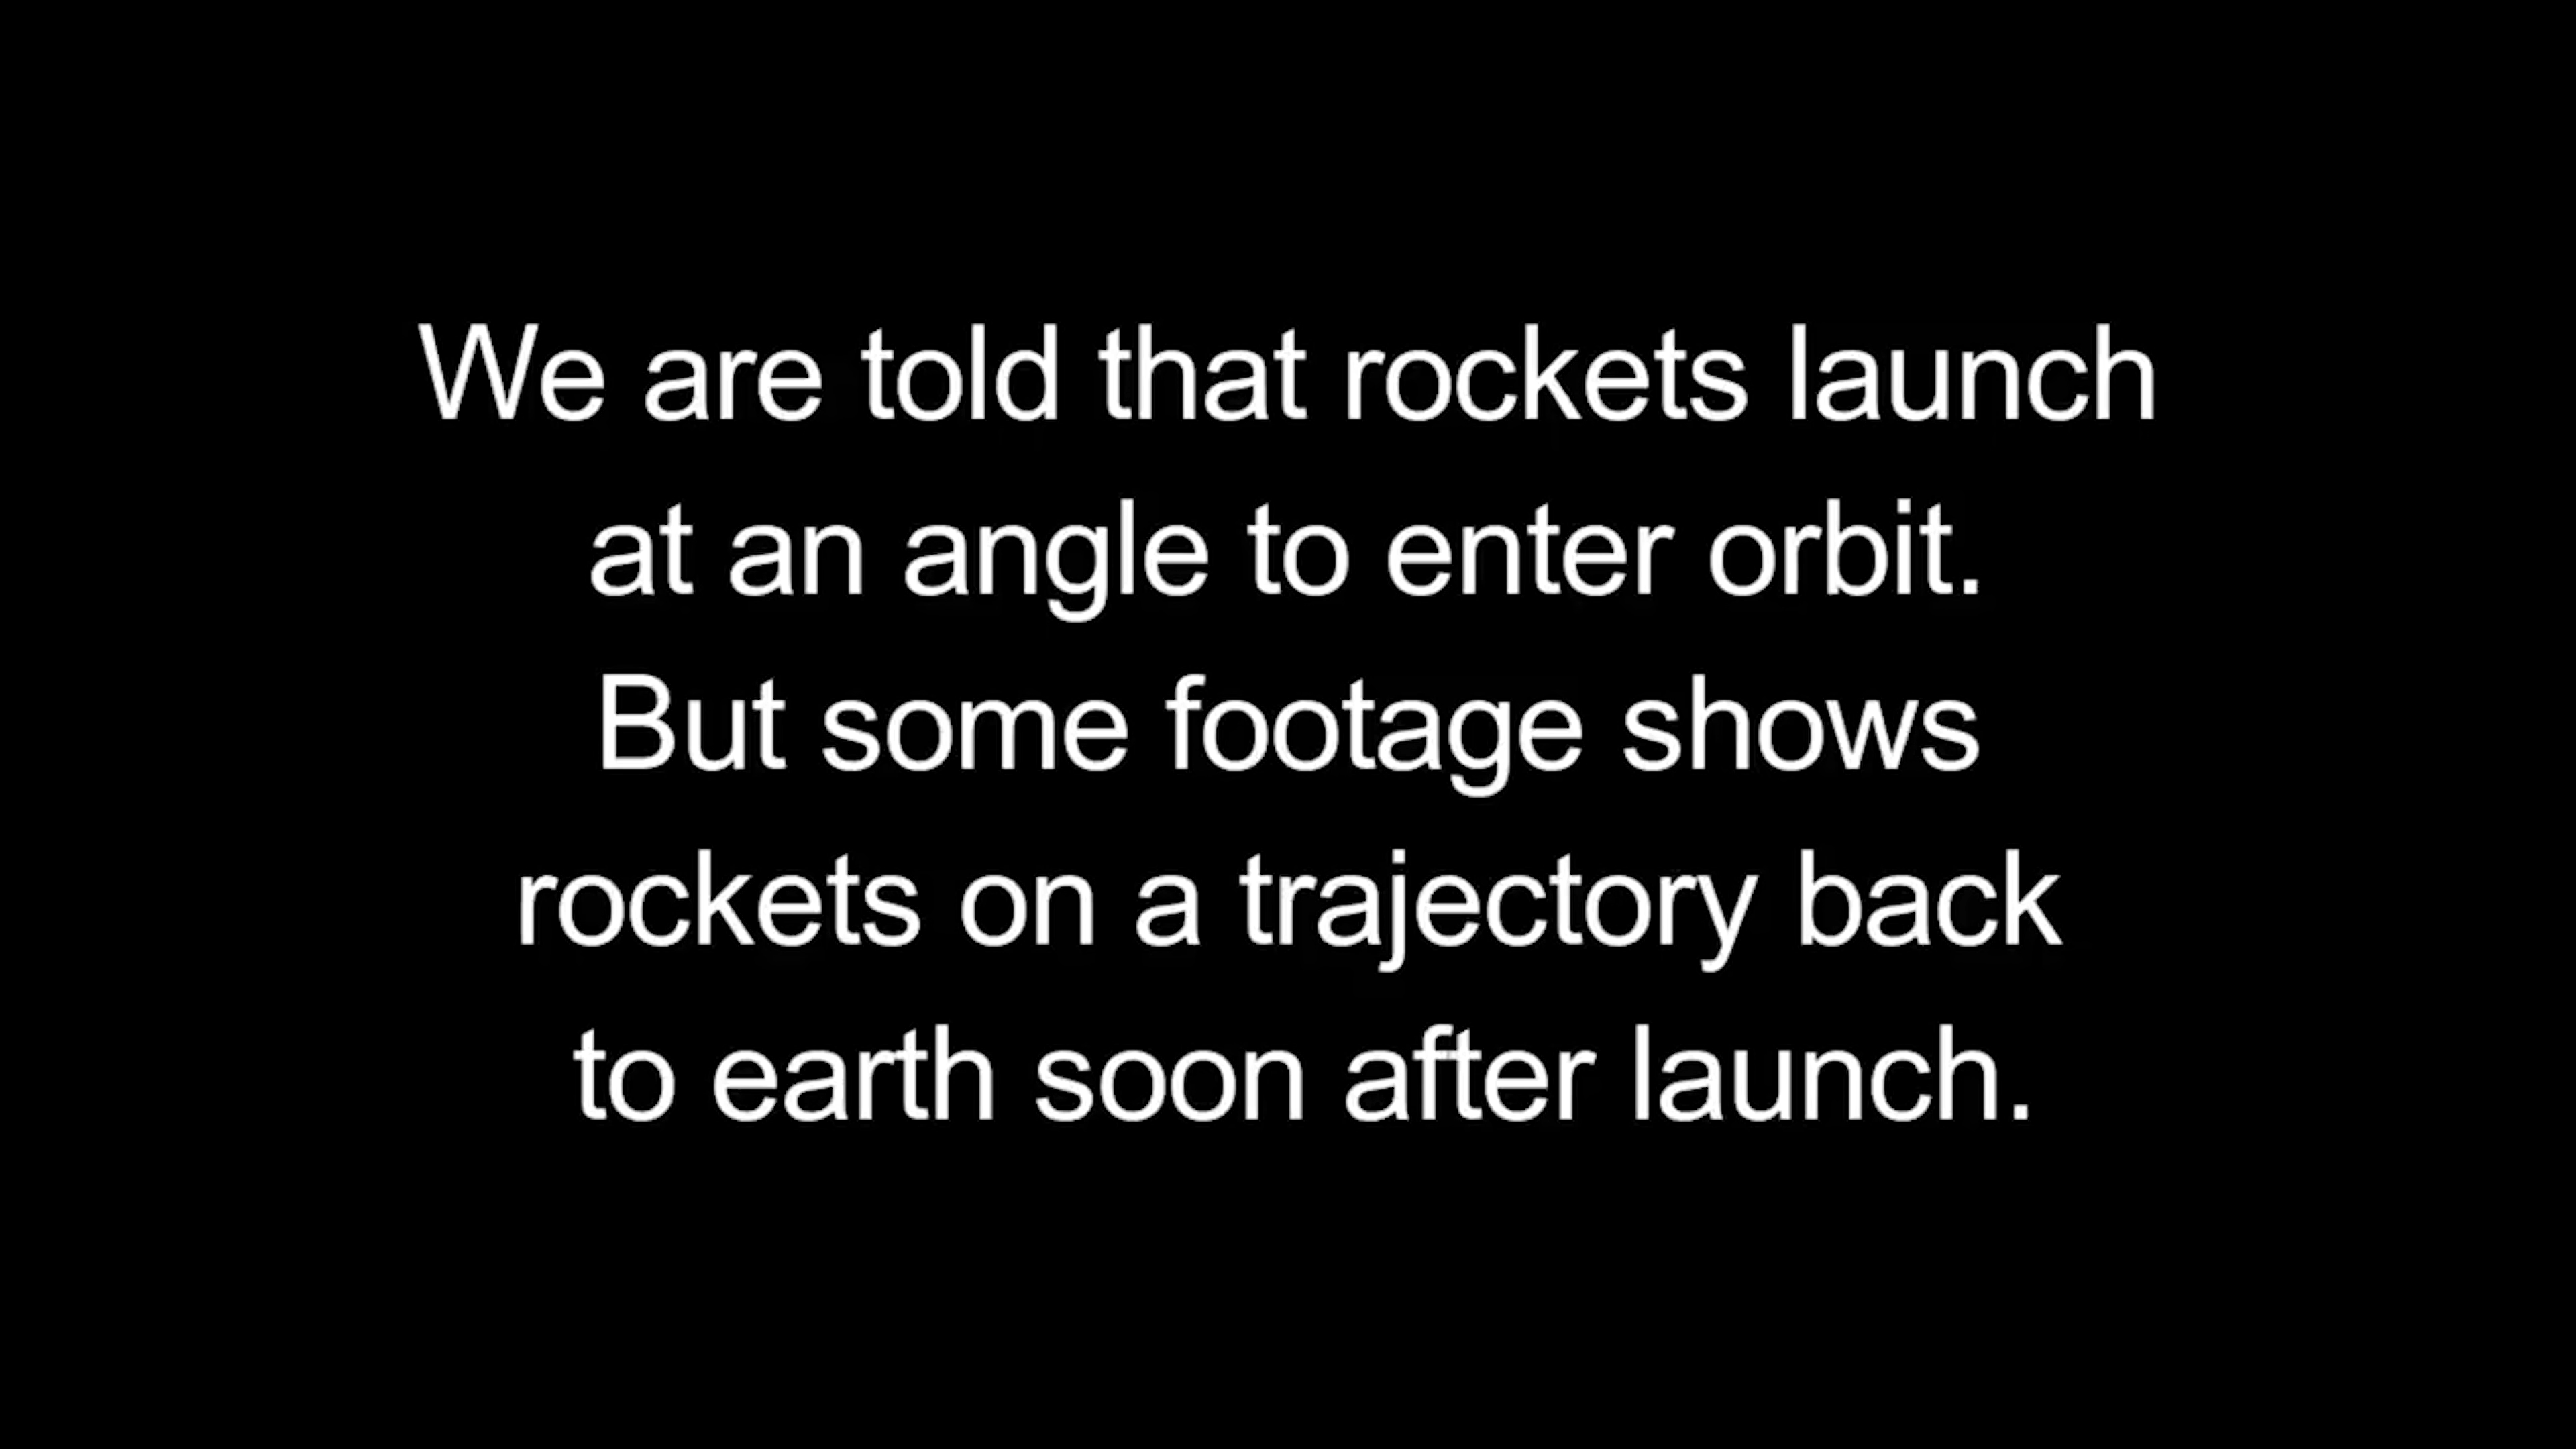 We are told that rockets launch
at an angle to enter orbit.
But some footage shows
rockets on a trajectory back
to earth soon after launch.